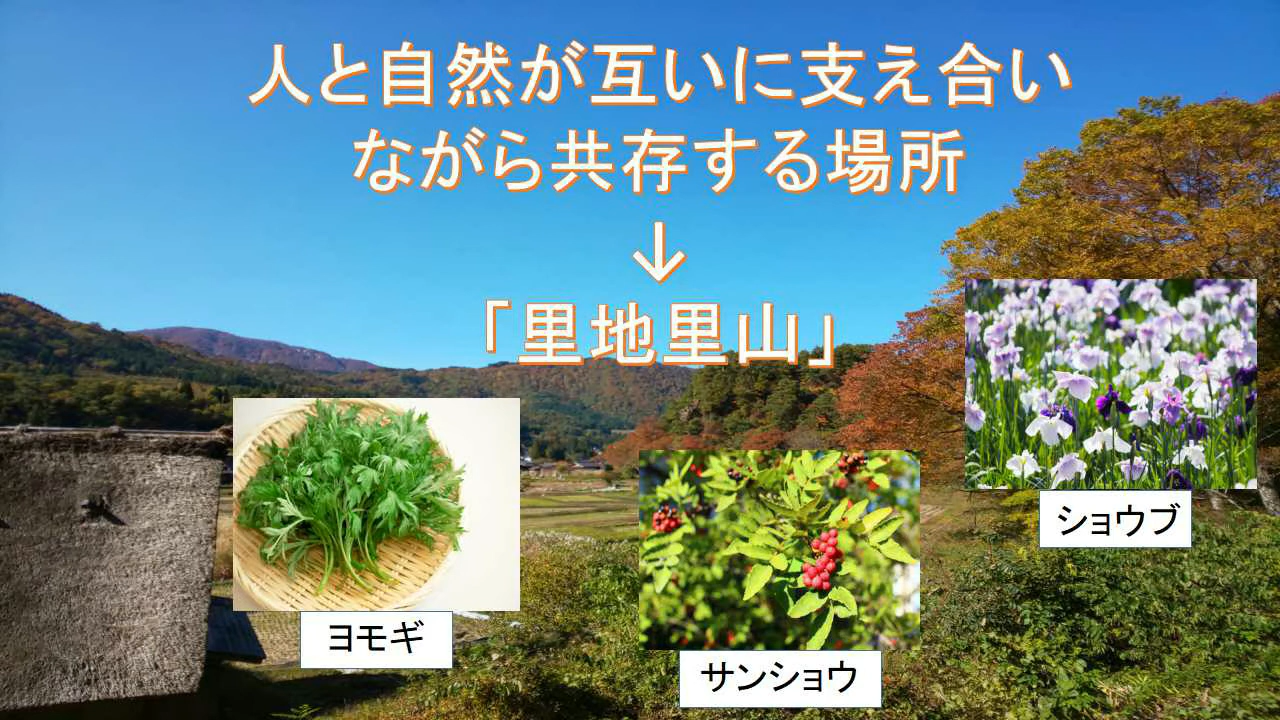 人と自然が互いに支え合い
ながら共存する場所
↓
「里地里山」
ショウブ
ヨモギ
サンショウ